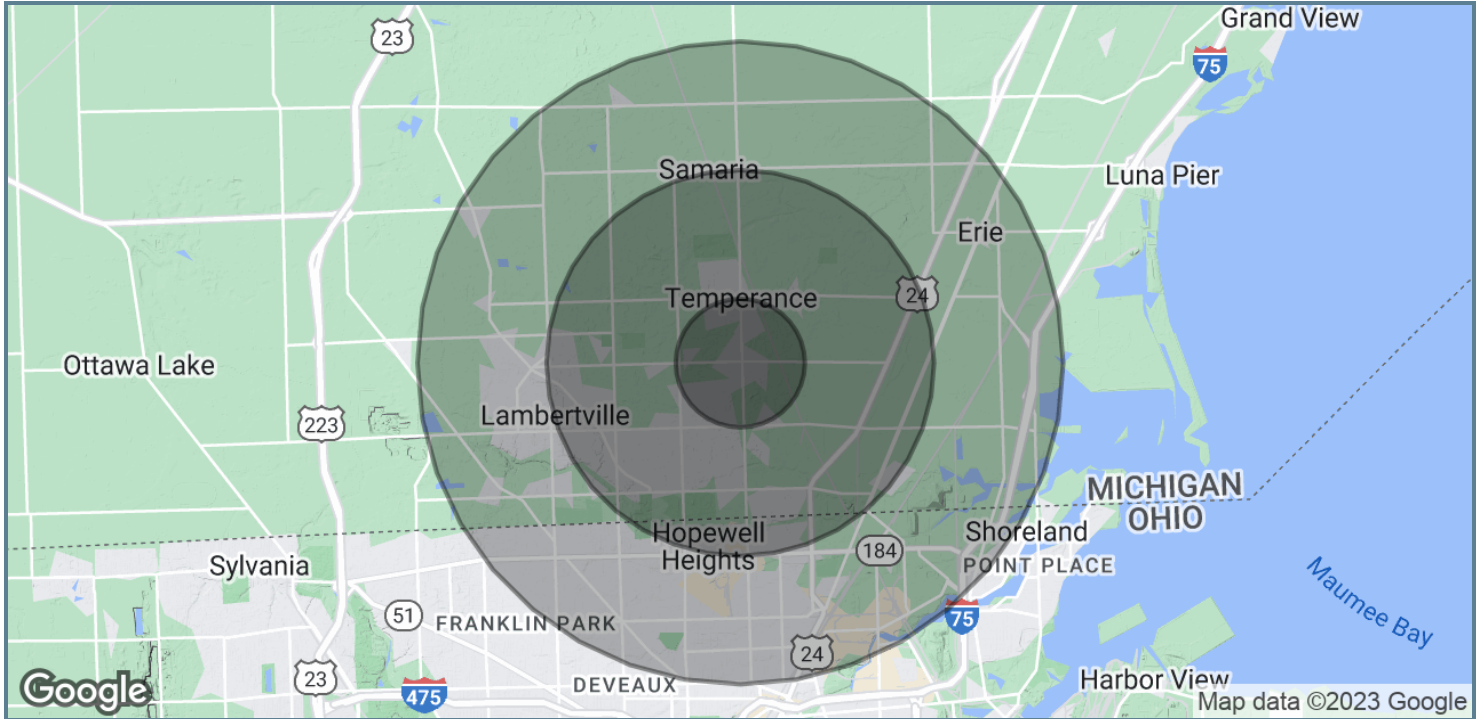 Grand View
23
75
Samaria
Luna Pier
Erie
24
Temperance
Ottawa Lake
Lambertville
223
MICHIGAN
OHIO
Hopewell
Heights
Shoreland
184
POINT PLACE
Sylvania
Maumee Bay
51
FRANKLIN PARK
75
24
23
475
DEVEAUX
Harbor View
Google
Map data ©2023 Google